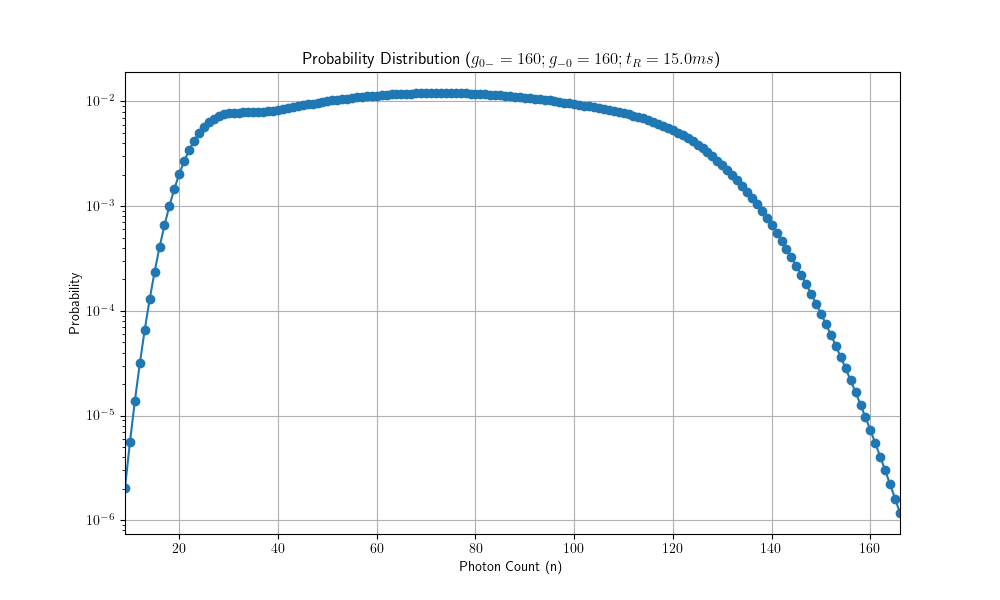 Probability Distribution ($g_{0-} = 160; g_{-0} = 160; t_R = 15.0ms$)
Probability
$10^{-2}$
$10^{-3}$
$10^{-4}$
$10^{-5}$
$10^{-6}$
20 40 60 80 100 120 140 160
Photon Count (n)